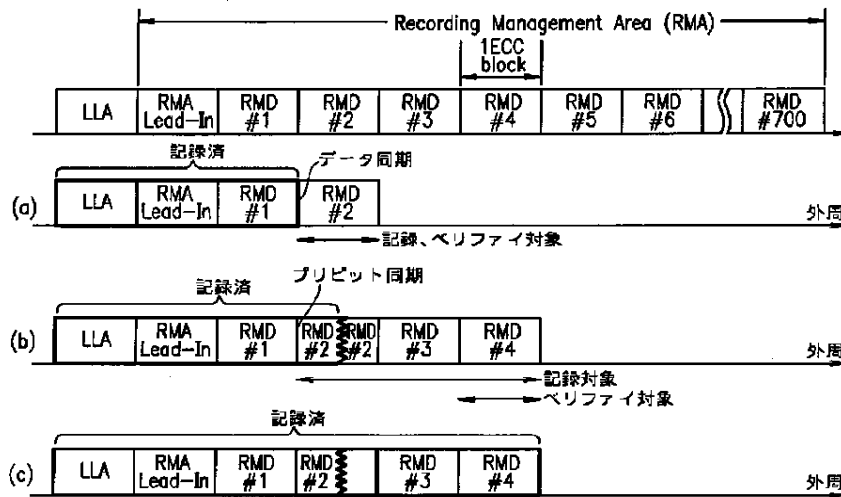 Recording Management Area (RMA)
1ECC
block
LLA
RMA
Lead-In
RMD
#1
RMD
#2
RMD
#3
RMD
#4
RMD
#5
RMD
#6
RMD
#700
記録済
データ同期
(a)
LLA
RMA
Lead-In
RMD
#1
RMD
#2
外周
記録、ベリファイ対象
プリピット同期
記録済
(b)
LLA
RMA
Lead-In
RMD
#1
RMD
#2
RMD
#2
RMD
#3
RMD
#4
外周
記録対象
ベリファイ対象
記録済
(c)
LLA
RMA
Lead-In
RMD
#1
RMD
#2
RMD
#3
RMD
#4
外周